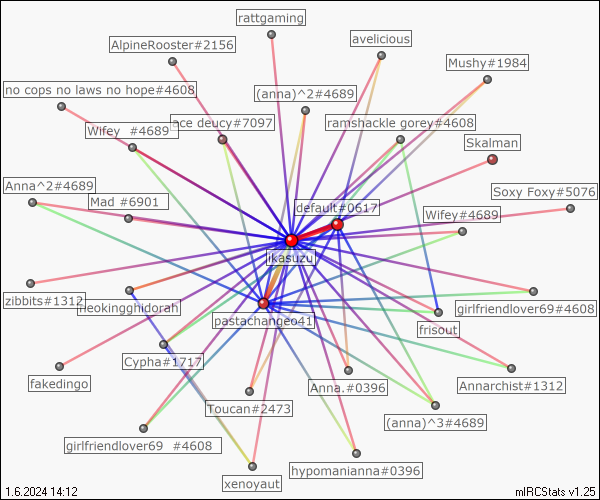 rattgaming
AlpineRooster#2156
avelicious
Mushy#1984
no cops no laws no hope#4608
(anna)^2#4689
Wifey #4689
ace deucy#7097
ramshackle gorey#6408
Skalman
Anna^2#4689
Mad #6901
default#0617
Soxy Foxy#5076
Wifey#4689
jikasuzu
zibbits#1312
girlfriendlover69#4608
pastachangeo41
frisout
Cypha#1717
fakedingo
Anna.#0396
Annarchist#1312
Toucan#2473
(anna)^3#4689
girlfriendlover69 #4608
hypomanianna#0396
xenoyaut
1.6.2024 14:12
mIRCStats v1.25